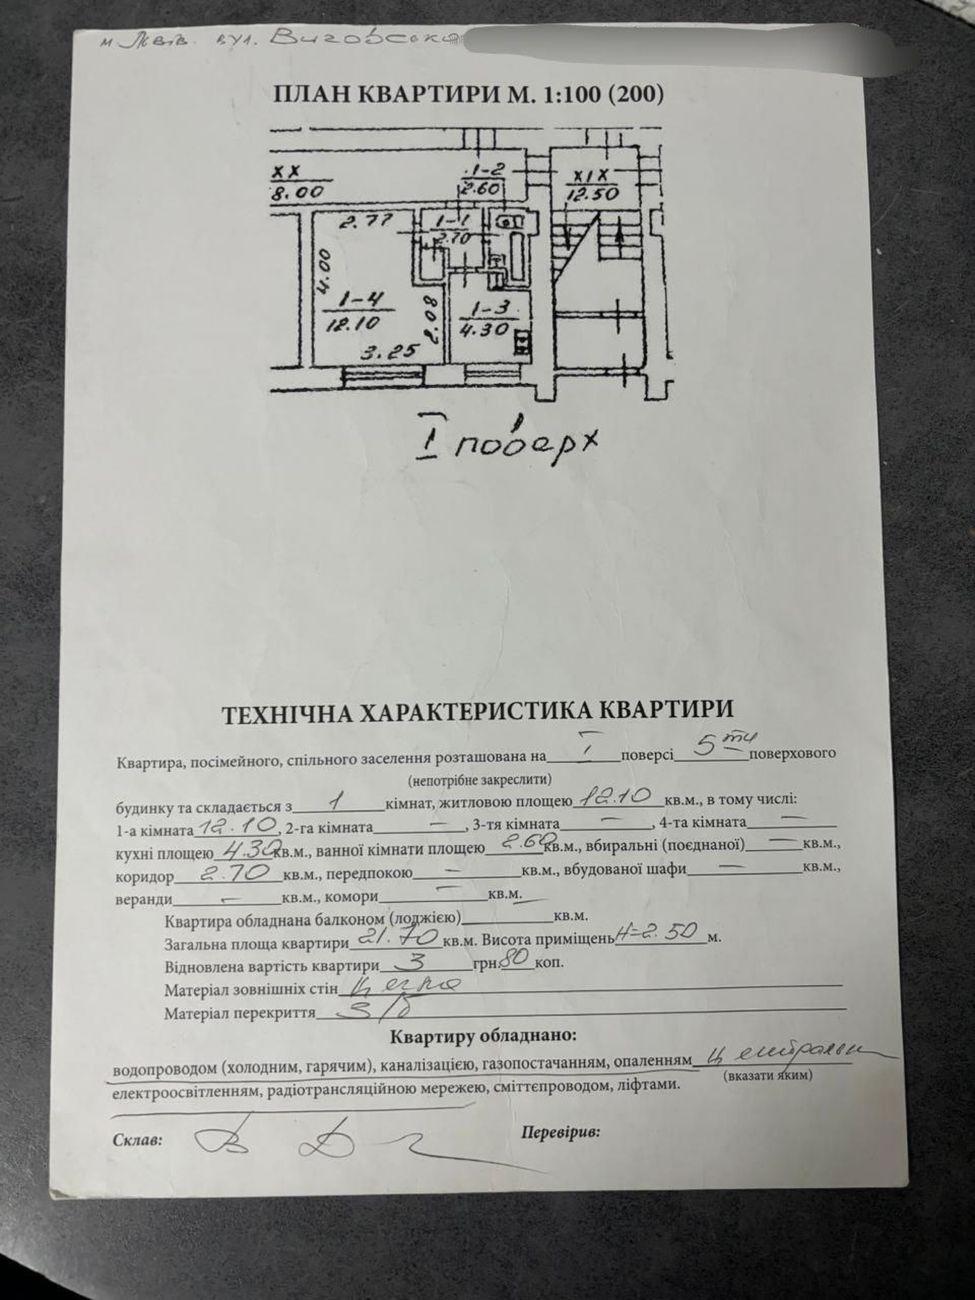 м. Львів. вул. Виговсько
ПЛАН КВАРТИРИ М. 1:100 (200)
XX
8.00
1-2
2.60
XIX
12.50
2.77
1-1
2.70
4.00
1-4
12.10
2.08
1-3
4.30
3.25
I поверх
ТЕХНІЧНА ХАРАКТЕРИСТИКА КВАРТИРИ
Квартира, посімейного, спільного заселення розташована на I поверсі 5ти поверхового
(непотрібне закреслити)
будинку та складається з 1 кімнат, житловою площею 12.10 кв.м., в тому числі:
1-а кімната 12.10, 2-га кімната —, 3-тя кімната —, 4-та кімната —
кухні площею 4.30 кв.м., ванної кімнати площею 2.60 кв.м., вбиральні (поєднаної) — кв.м.,
коридор 2.70 кв.м., передпокою — кв.м., вбудованої шафи — кв.м.,
веранди — кв.м., комори — кв.м.
Квартира обладнана балконом (лоджією) кв.м.
Загальна площа квартири 21.70 кв.м. Висота приміщень H=2.50 м.
Відновлена вартість квартири 3 грн. 80 коп.
Матеріал зовнішніх стін цегла
Матеріал перекриття з/б
Квартиру обладнано:
водопроводом (холодним, гарячим), каналізацією, газопостачанням, опаленням центральн
(вказати яким)
електроосвітленням, радіотрансляційною мережею, сміттєпроводом, ліфтами.
Склав:
Перевірив: